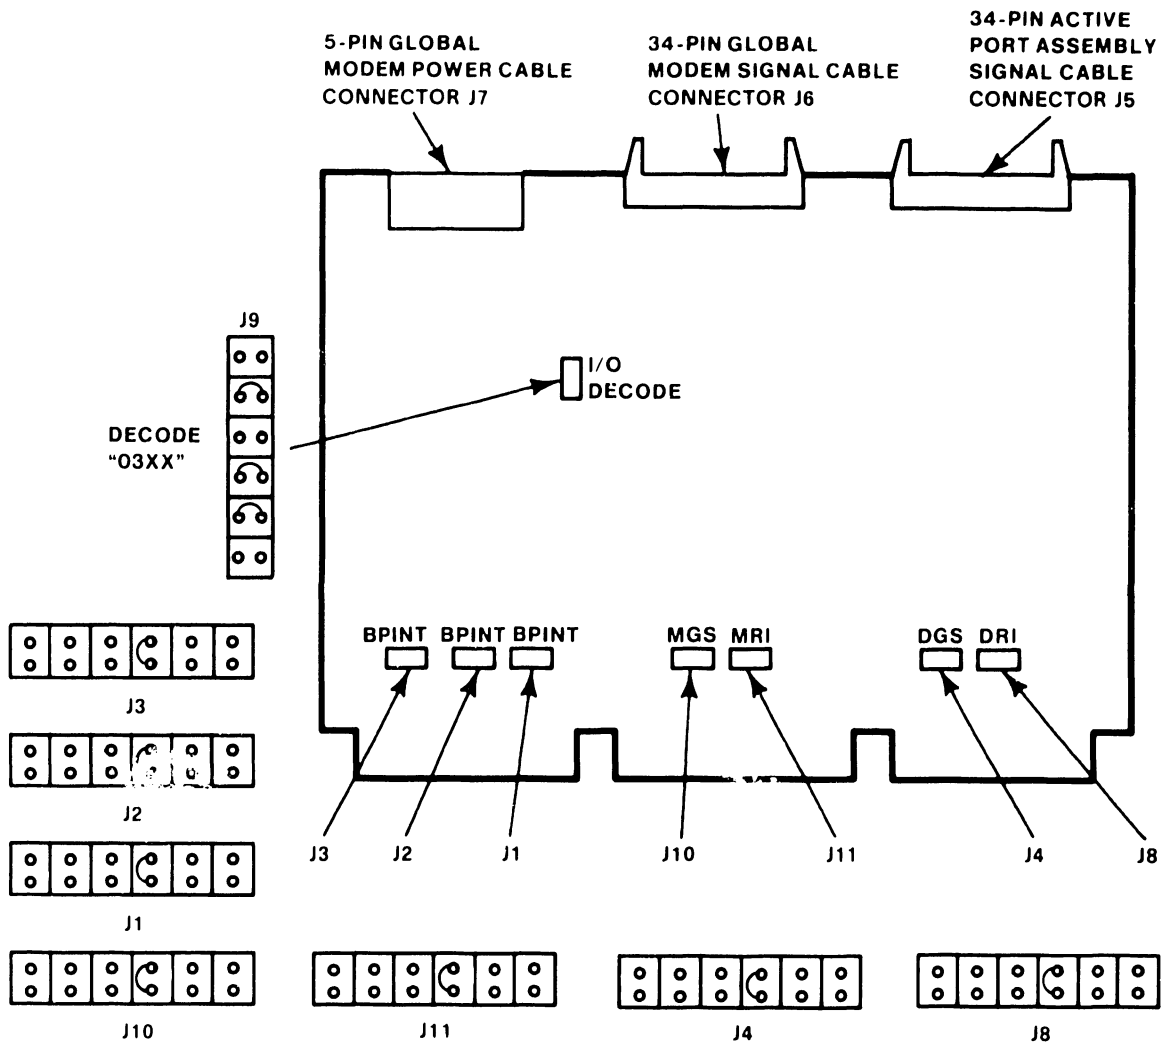 5-PIN GLOBAL
MODEM POWER CABLE
CONNECTOR J7
34-PIN GLOBAL
MODEM SIGNAL CABLE
CONNECTOR J6
34-PIN ACTIVE
PORT ASSEMBLY
SIGNAL CABLE
CONNECTOR J5
J9
I/O
DECODE
DECODE
“03XX”
BPINT
BPINT
BPINT
MGS
MRI
DGS
DRI
J3
J2
J1
J3
J2
J1
J10
J11
J4
J8
J10
J11
J4
J8